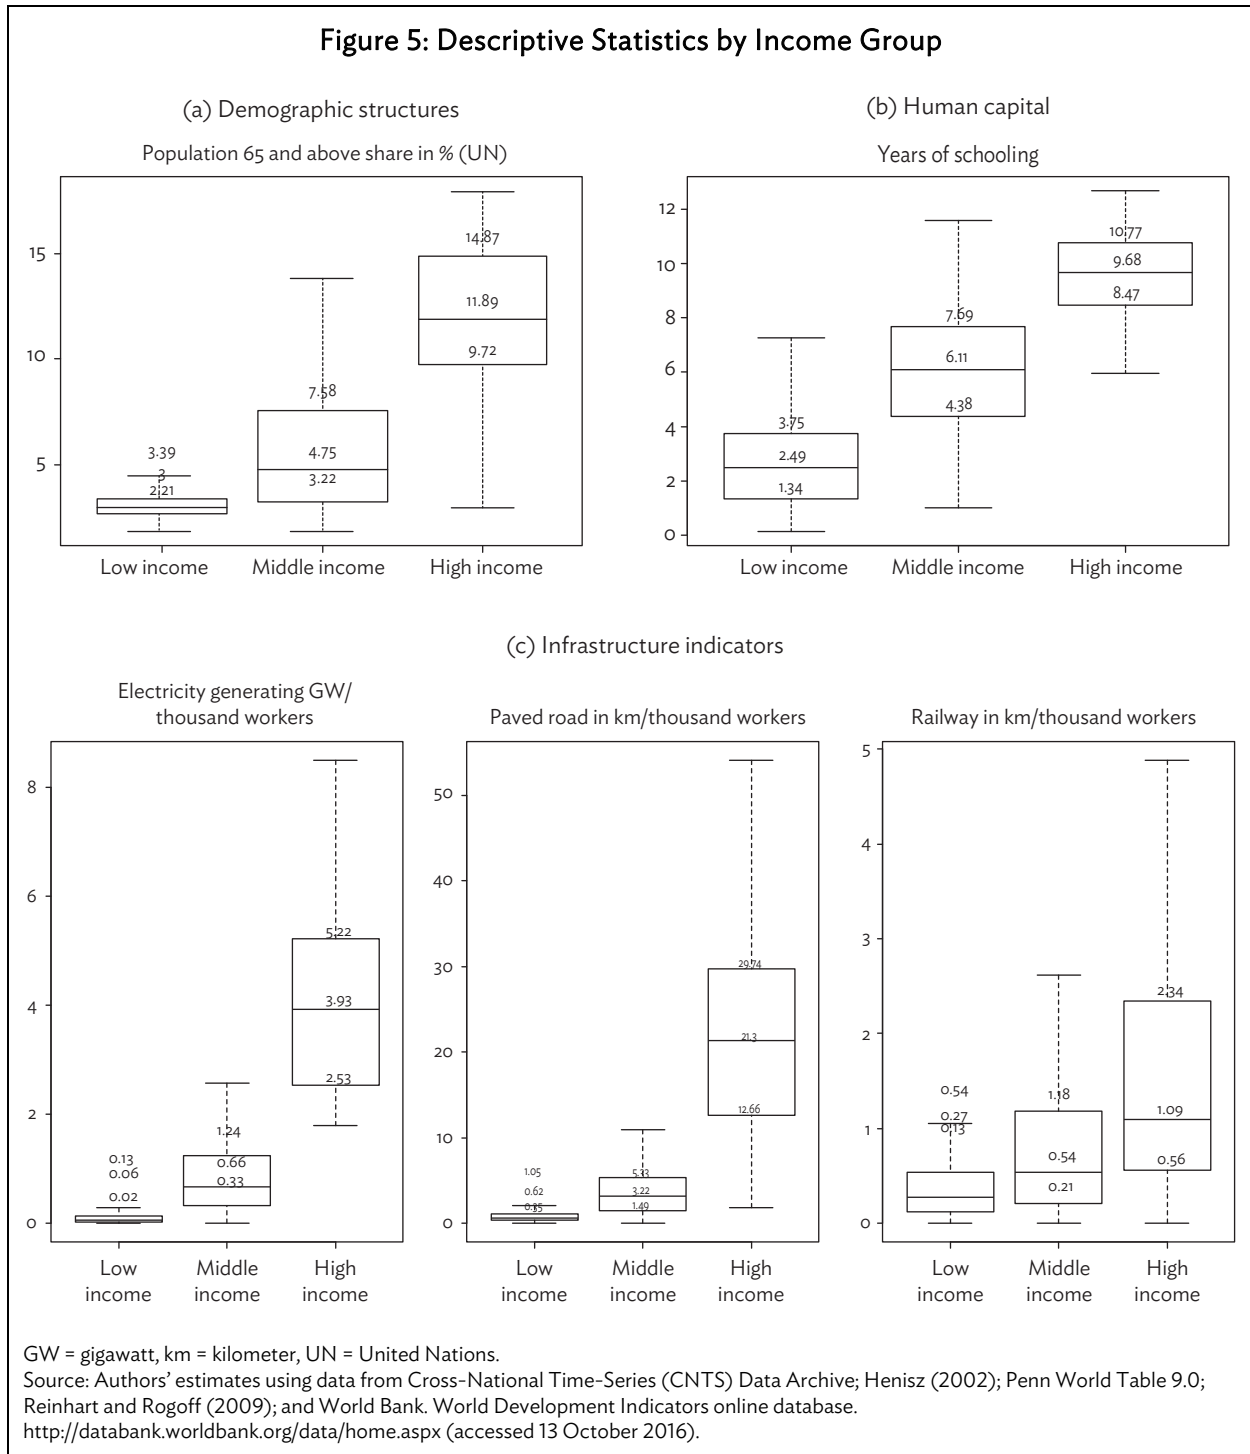 Figure 5: Descriptive Statistics by Income Group
(a) Demographic structures
Population 65 and above share in % (UN)
15
10
5
3.39
3
2.21
7.58
4.75
3.22
14.87
11.89
9.72
Low income
Middle income
High income
(b) Human capital
Years of schooling
12
10
8
6
4
2
0
3.75
2.49
1.34
7.69
6.11
4.38
10.77
9.68
8.47
Low income
Middle income
High income
(c) Infrastructure indicators
Electricity generating GW/
thousand workers
8
6
4
2
0
0.13
0.06
0.02
1.24
0.66
0.33
5.22
3.93
2.53
Low
income
Middle
income
High
income
Paved road in km/thousand workers
50
40
30
20
10
0
1.05
0.62
0.35
5.33
3.22
1.49
29.74
21.3
12.66
Low
income
Middle
income
High
income
Railway in km/thousand workers
5
4
3
2
1
0
0.54
0.27
0.13
1.18
0.54
0.21
2.34
1.09
0.56
Low
income
Middle
income
High
income
GW = gigawatt, km = kilometer, UN = United Nations.
Source: Authors’ estimates using data from Cross-National Time-Series (CNTS) Data Archive; Henisz (2002); Penn World Table 9.0;
Reinhart and Rogoff (2009); and World Bank. World Development Indicators online database.
http://databank.worldbank.org/data/home.aspx (accessed 13 October 2016).